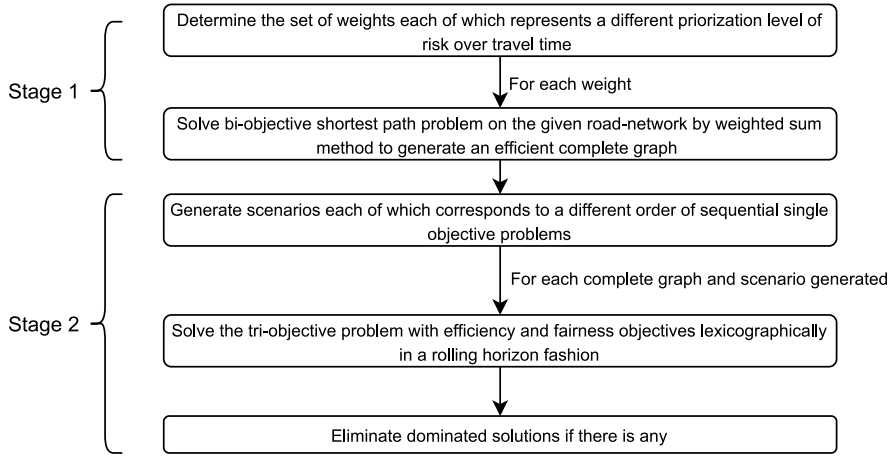 Determine the set of weights each of which represents a different priorization level of
risk over travel time
Stage 1
For each weight
Solve bi-objective shortest path problem on the given road-network by weighted sum
method to generate an efficient complete graph
Generate scenarios each of which corresponds to a different order of sequential single
objective problems
For each complete graph and scenario generated
Stage 2
Solve the tri-objective problem with efficiency and fairness objectives lexicographically
in a rolling horizon fashion
Eliminate dominated solutions if there is any